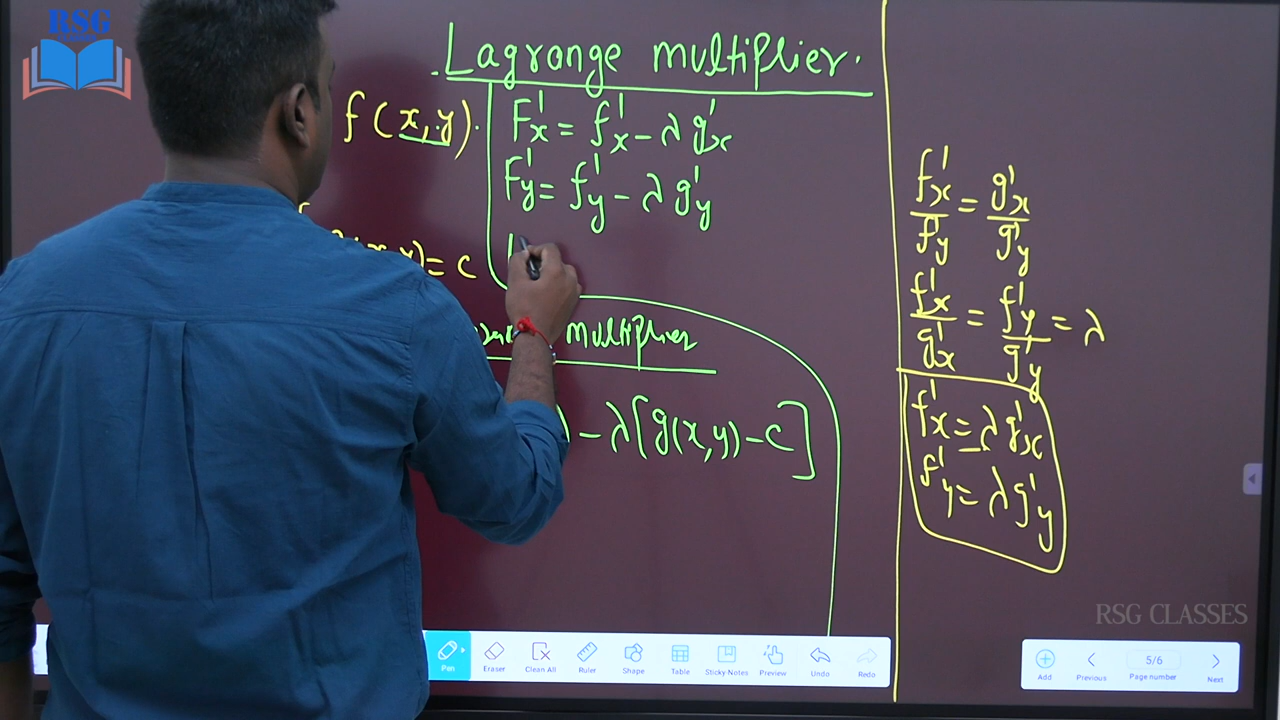 RSG
Lagrange multiplier.
f(x,y).
F'x = f'x - λ g'x
F'y = f'y - λ g'y
= c
multiplier
- λ[g(x,y) - c]
f'x/f'y = g'x/g'y
f'x/g'x = f'y/g'y = λ
f'x = λ g'x
f'y = λ g'y
RSG CLASSES
Pen Eraser Clean All Ruler Shape Table Sticky Notes Preview Undo Redo
Add Previous 5/6 Page number Next